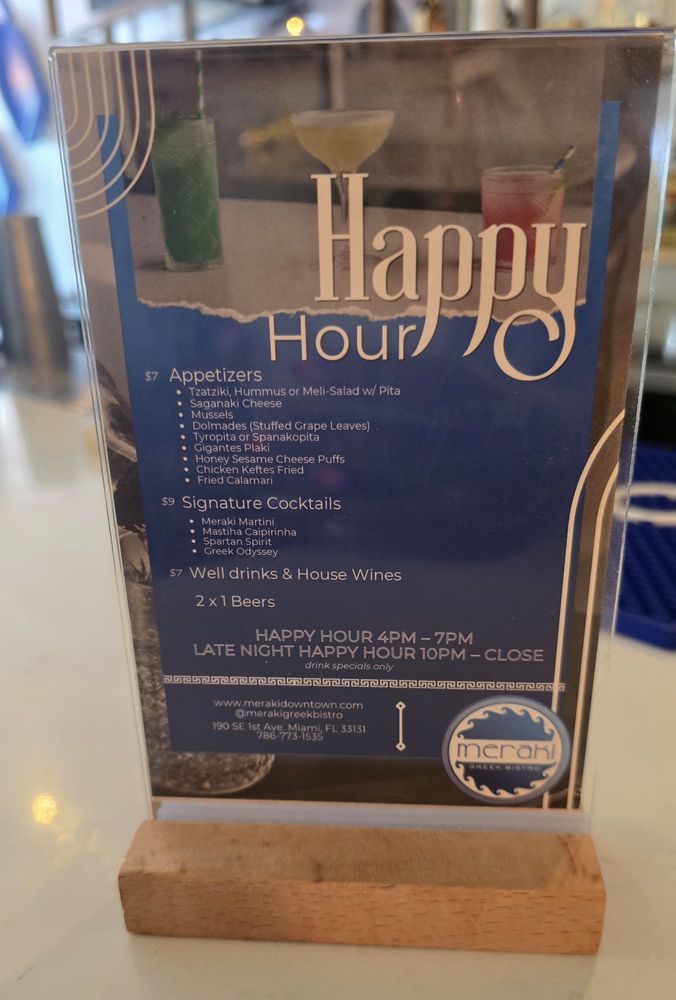 Happy
Hour
$7 Appetizers
• Tzatziki, Hummus or Meli-Salad w/ Pita
• Saganaki Cheese
• Mussels
• Dolmades (Stuffed Grape Leaves)
• Tyropita or Spanakopita
• Gigantes Plaki
• Honey Sesame Cheese Puffs
• Chicken Keftes Fried
• Fried Calamari
$9 Signature Cocktails
• Meraki Martini
• Mastiha Caipirinha
• Spartan Spirit
• Greek Odyssey
$7 Well drinks & House Wines
2 x 1 Beers
HAPPY HOUR 4PM – 7PM
LATE NIGHT HAPPY HOUR 10PM – CLOSE
drink specials only
www.merakidowntown.com
@merakigreekbistro
190 SE 1st Ave, Miami, FL 33131
786-773-1535
meraki
GREEK BISTRO